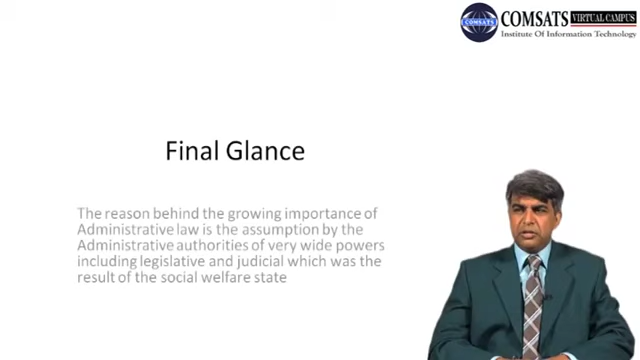 COMSATS VIRTUAL CAMPUS
Institute Of Information Technology
Final Glance
The reason behind the growing importance of
Administrative law is the assumption by the
Administrative authorities of very wide powers
including legislative and judicial which was the
result of the social welfare state